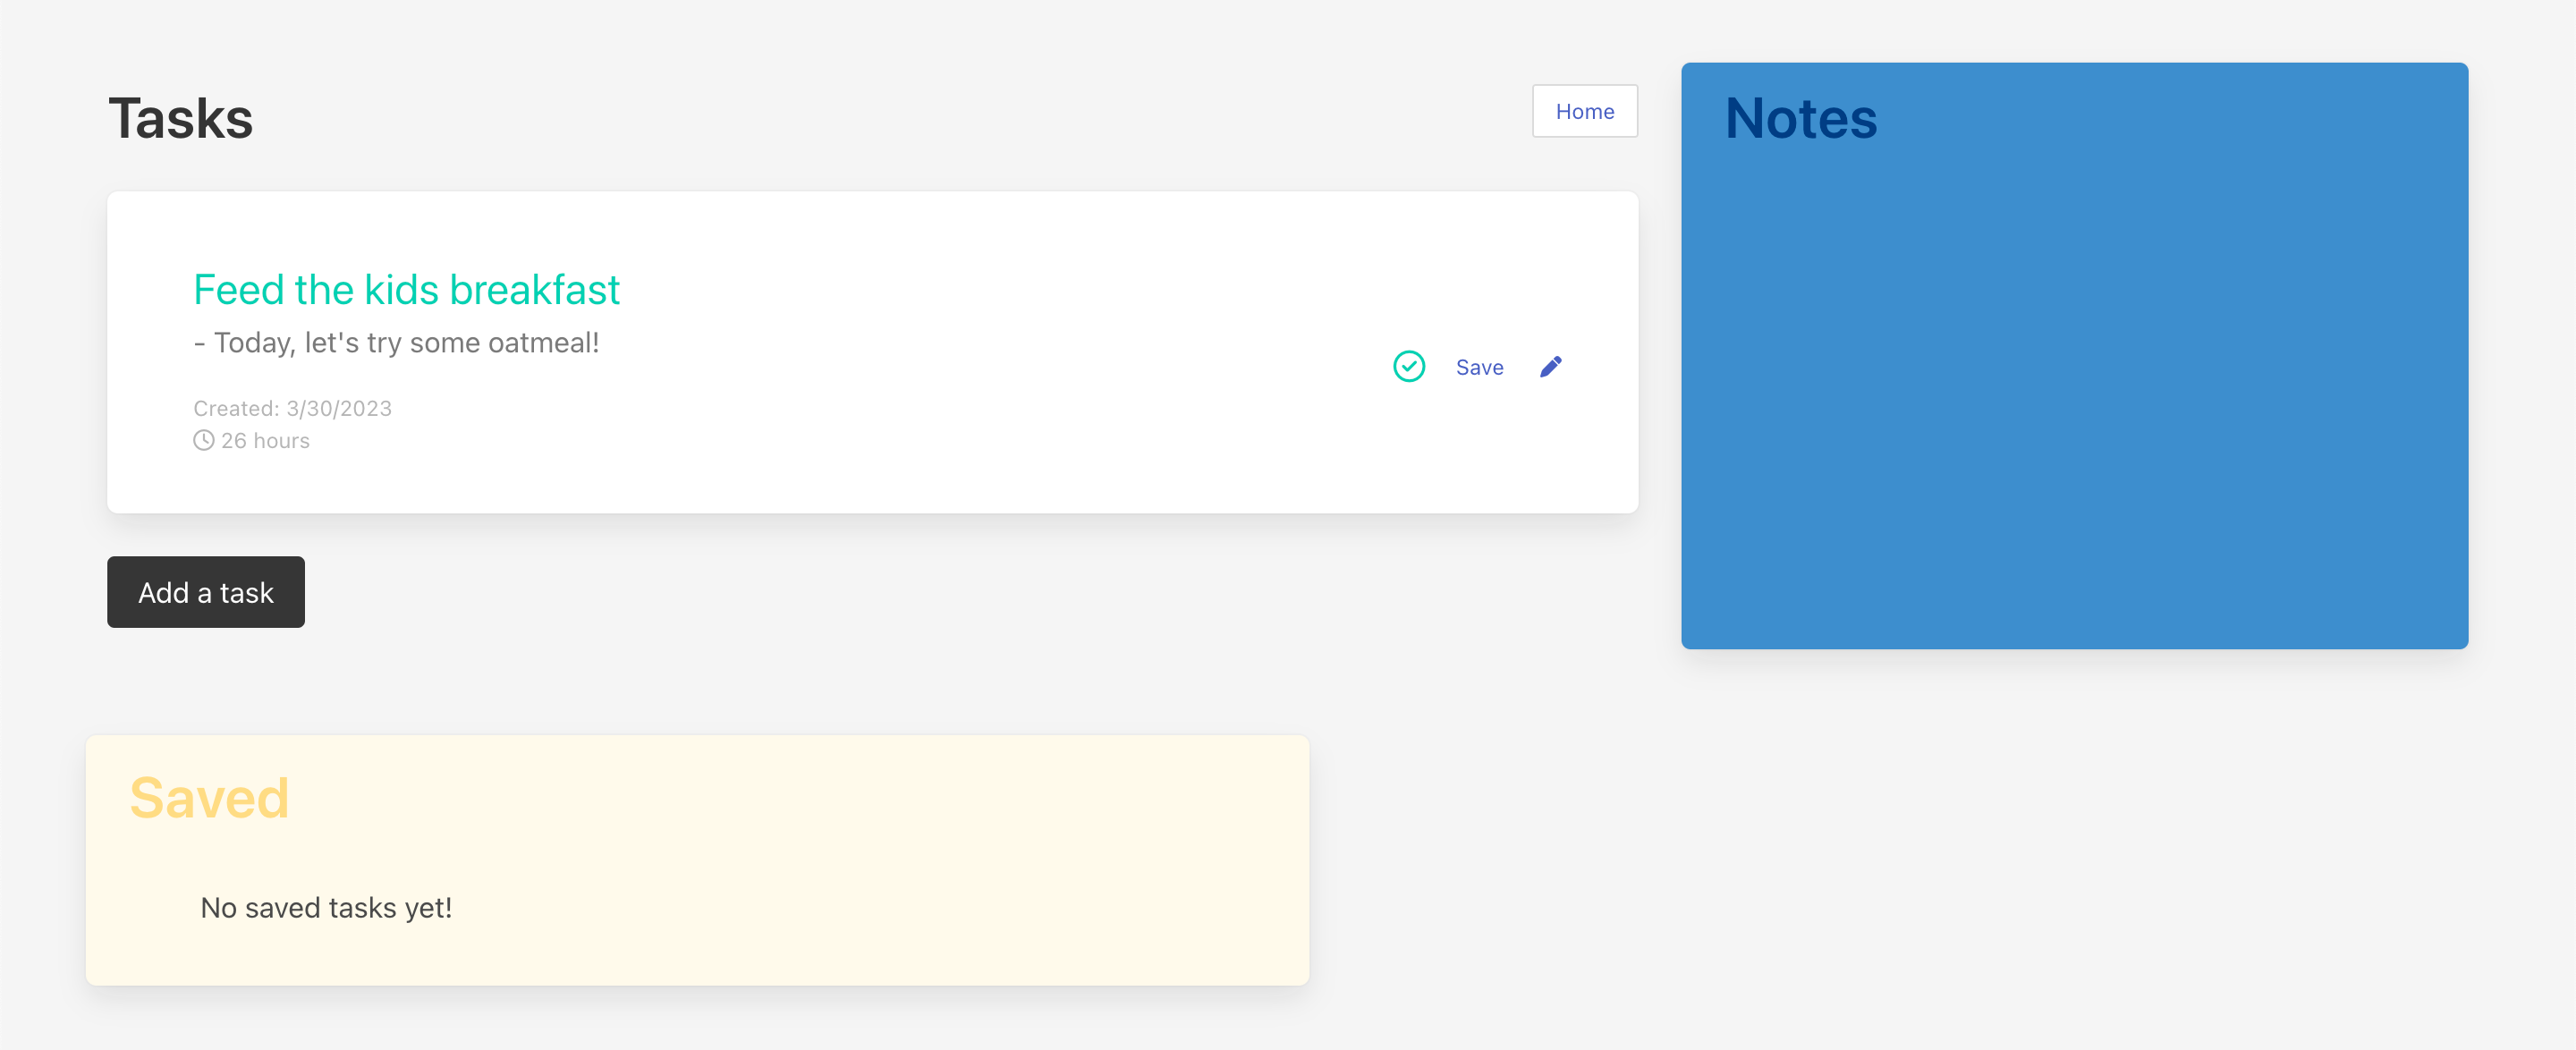 Tasks
Home
Feed the kids breakfast
- Today, let's try some oatmeal!
Save
Created: 3/30/2023
26 hours
Add a task
Notes
Saved
No saved tasks yet!